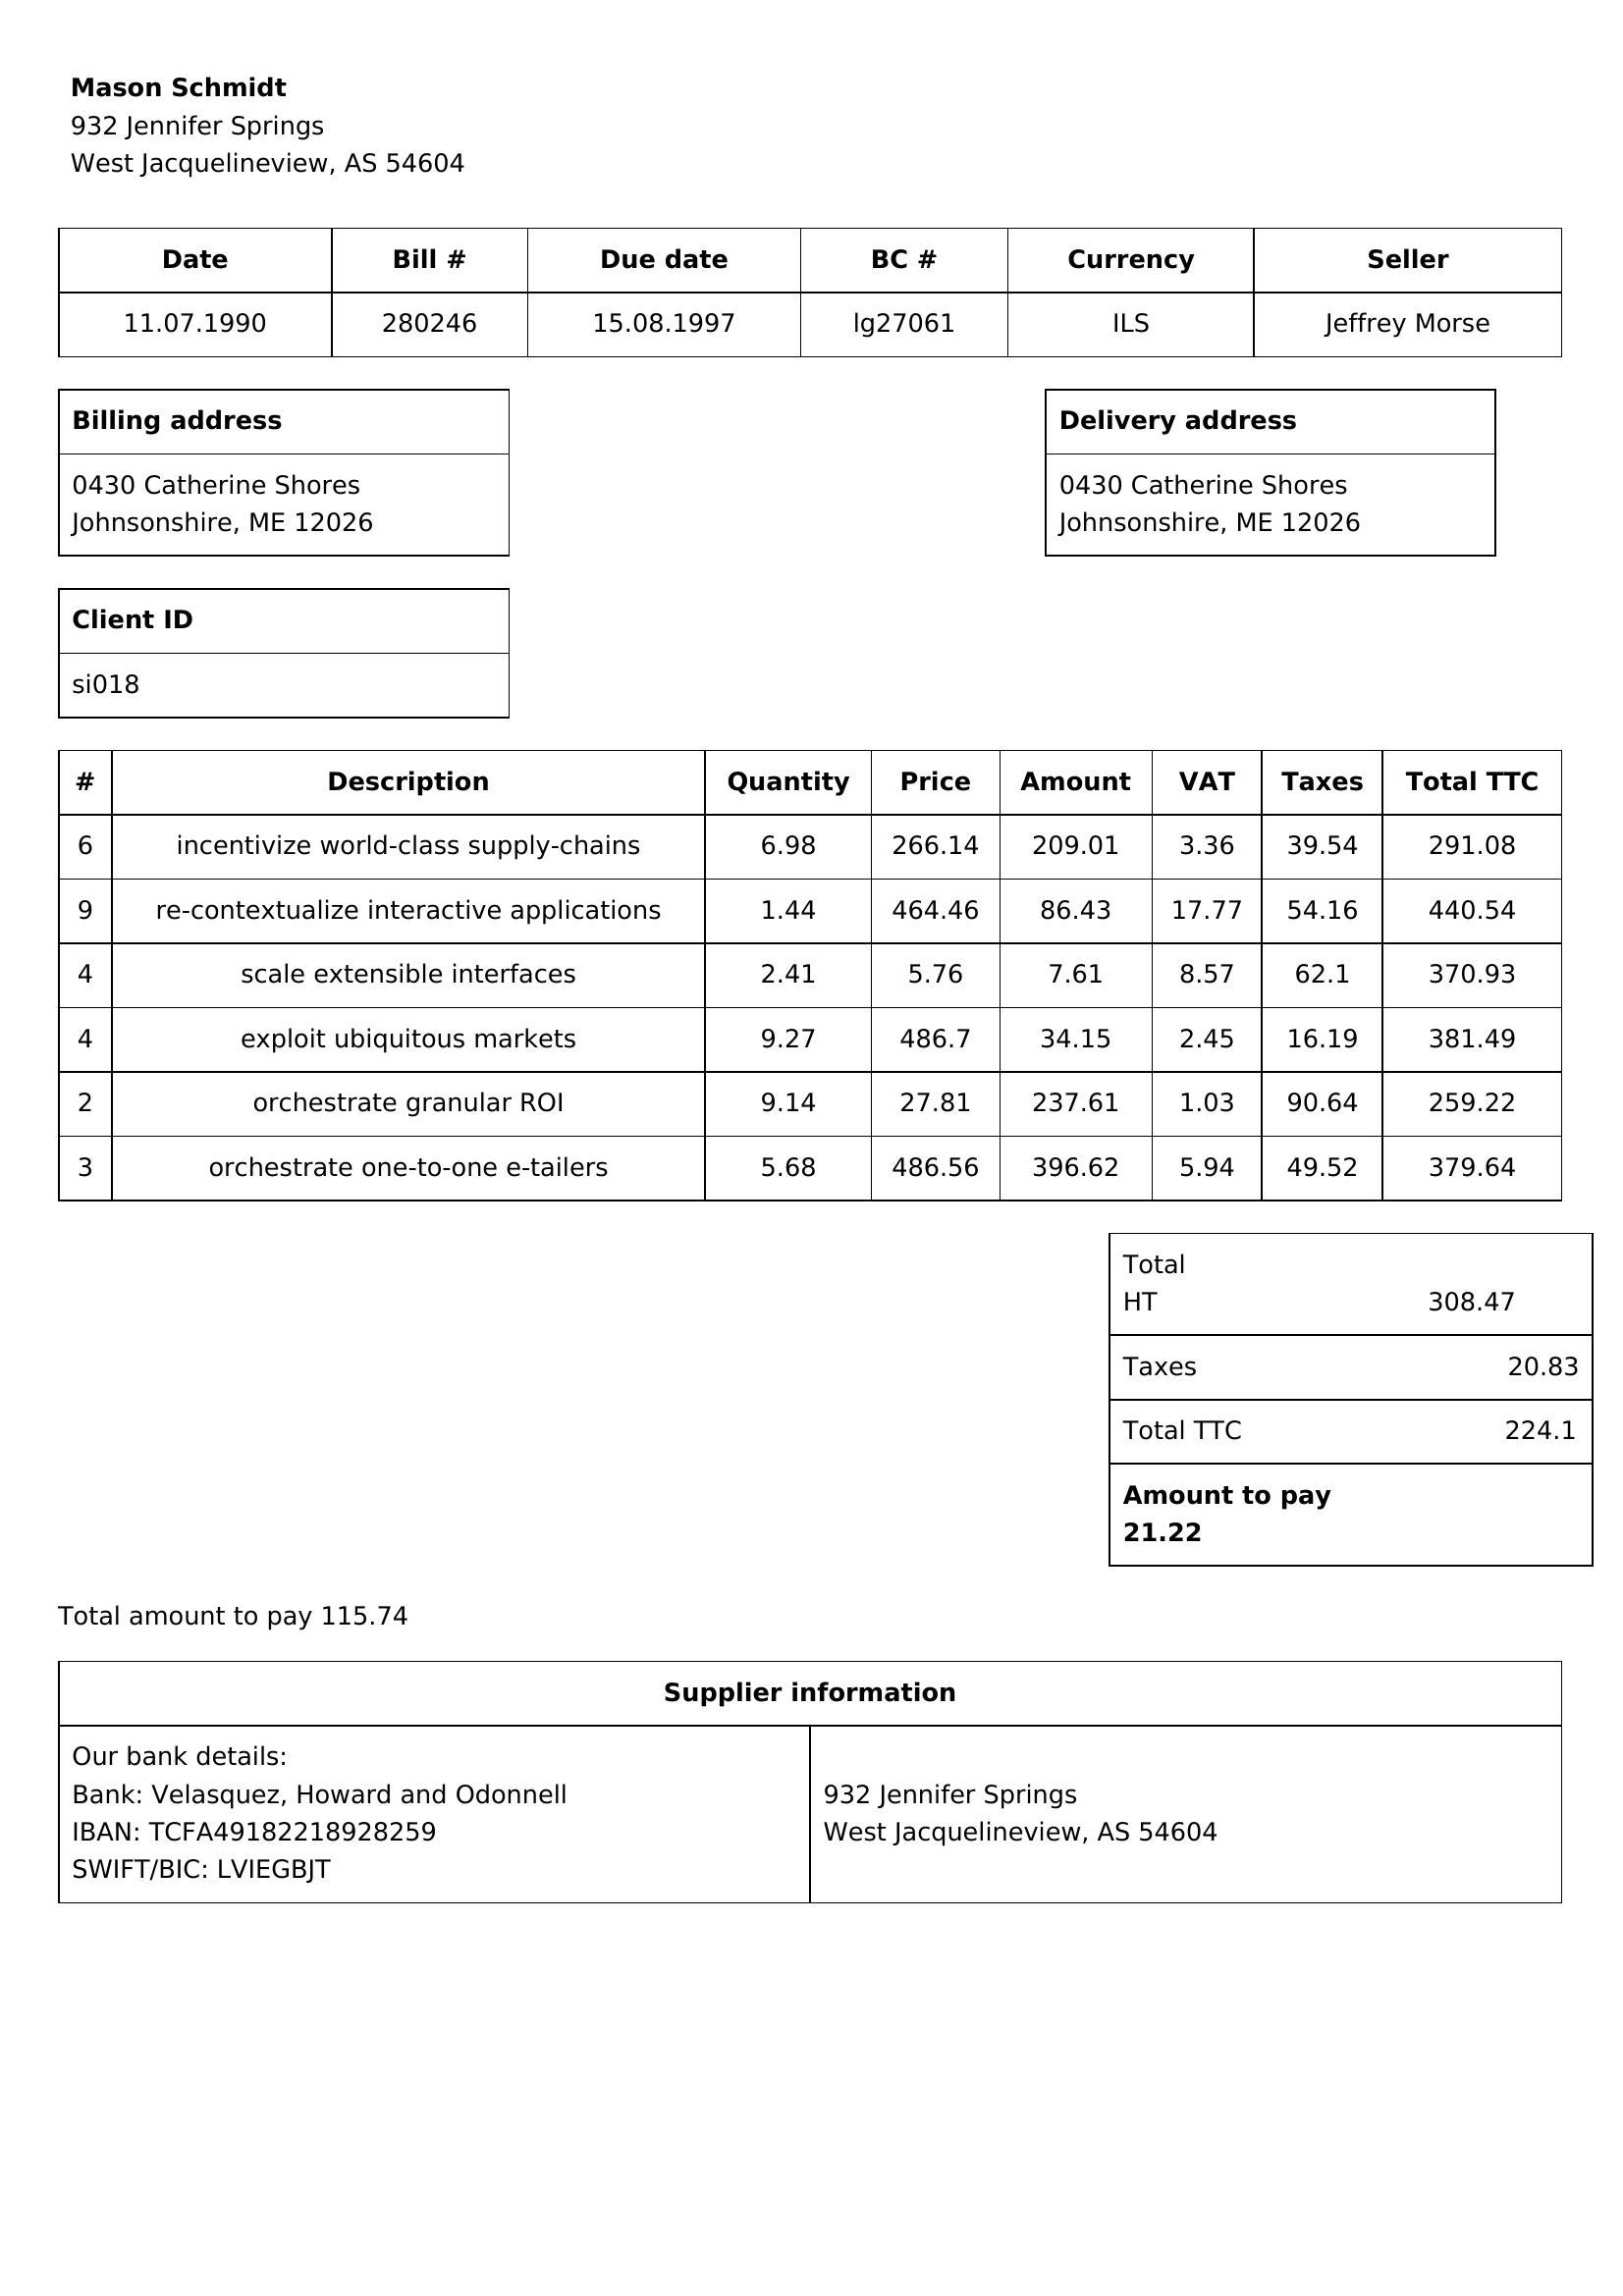 Mason Schmidt
932 Jennifer Springs
West Jacquelineview, AS 54604
Date Bill # Due date BC # Currency Seller
11.07.1990 280246 15.08.1997 lg27061 ILS Jeffrey Morse
Billing address
0430 Catherine Shores
Johnsonshire, ME 12026
Delivery address
0430 Catherine Shores
Johnsonshire, ME 12026
Client ID
si018
# Description Quantity Price Amount VAT Taxes Total TTC
6 incentivize world-class supply-chains 6.98 266.14 209.01 3.36 39.54 291.08
9 re-contextualize interactive applications 1.44 464.46 86.43 17.77 54.16 440.54
4 scale extensible interfaces 2.41 5.76 7.61 8.57 62.1 370.93
4 exploit ubiquitous markets 9.27 486.7 34.15 2.45 16.19 381.49
2 orchestrate granular ROI 9.14 27.81 237.61 1.03 90.64 259.22
3 orchestrate one-to-one e-tailers 5.68 486.56 396.62 5.94 49.52 379.64
Total
HT 308.47
Taxes 20.83
Total TTC 224.1
Amount to pay
21.22
Total amount to pay 115.74
Supplier information
Our bank details:
Bank: Velasquez, Howard and Odonnell
IBAN: TCFA49182218928259
SWIFT/BIC: LVIEGBJT
932 Jennifer Springs
West Jacquelineview, AS 54604